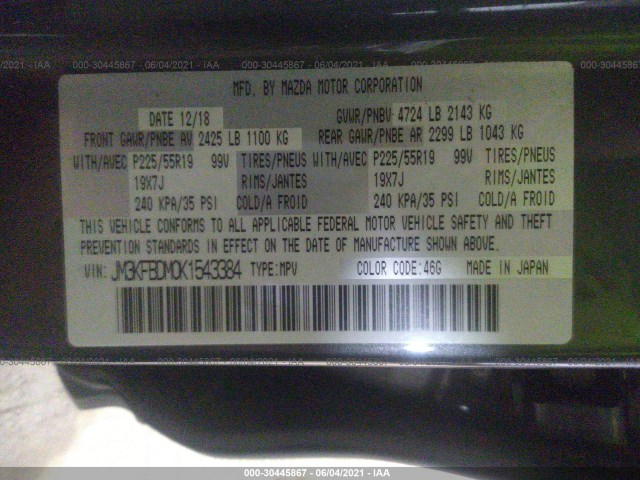 /2021 - IAA 000-30445867 - 06/04/2021 - IAA 000-30445867 - 06/04/2021 - IAA 000-3044
MFD. BY MAZDA MOTOR CORPORATION
DATE 12/18 GVWR/PNBV 4724 LB 2143 KG
FRONT GAWR/PNBE AV 2425 LB 1100 KG REAR GAWR/PNBE AR 2299 LB 1043 KG
WITH/AVEC P225/55R19 99V TIRES/PNEUS WITH/AVEC P225/55R19 99V TIRES/PNEUS
19X7J RIMS/JANTES 19X7J RIMS/JANTES
240 KPA/35 PSI COLD/A FROID 240 KPA/35 PSI COLD/A FROID
THIS VEHICLE CONFORMS TO ALL APPLICABLE FEDERAL MOTOR VEHICLE SAFETY AND THEFT
PREVENTION STANDARDS IN EFFECT ON THE DATE OF MANUFACTURE SHOWN ABOVE.
VIN: JM3KFBDM0K1543384 TYPE:MPV COLOR CODE:46G MADE IN JAPAN
000-30445867 - 06/04/2021 - IAA